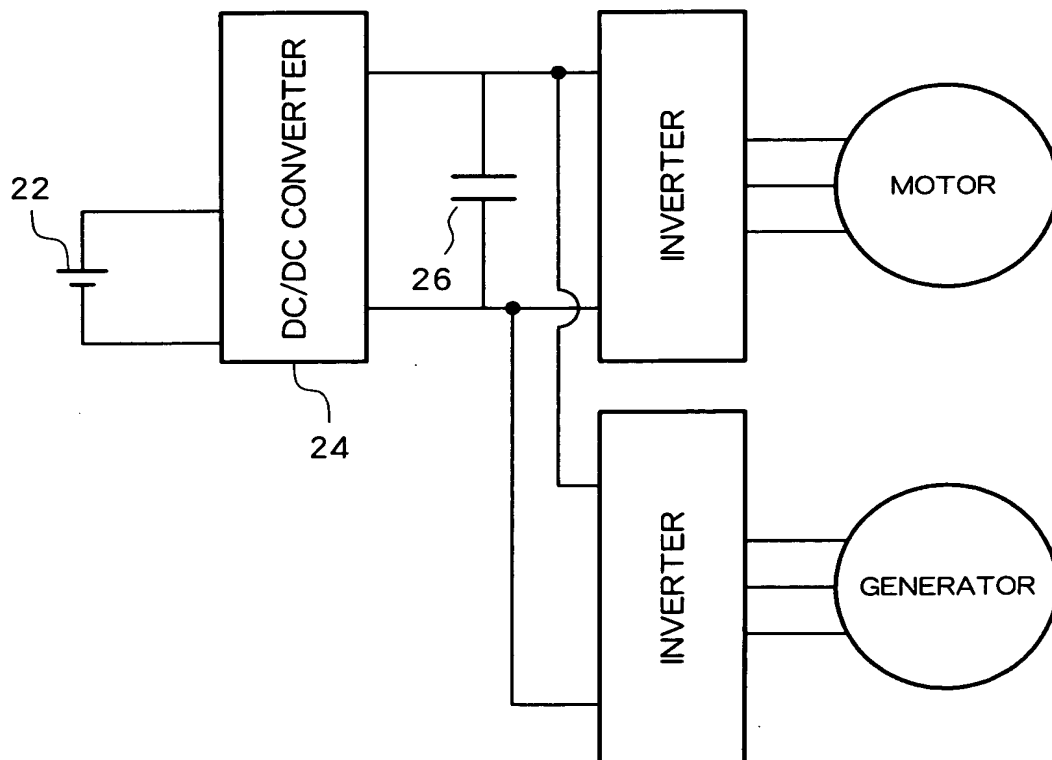 DC/DC CONVERTER
INVERTER
MOTOR
22
26
24
INVERTER
GENERATOR